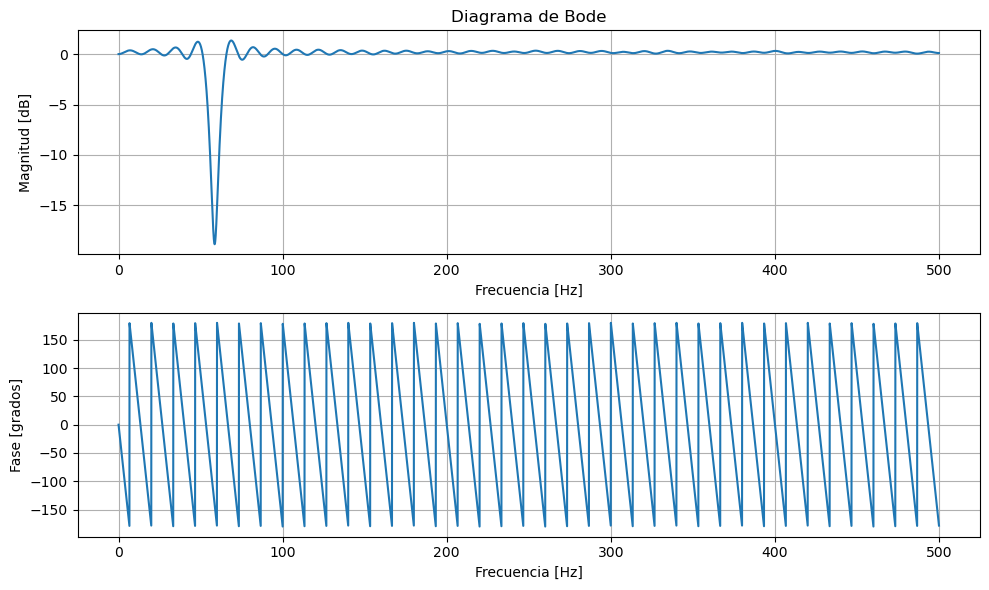 Diagrama de Bode
Magnitud [dB]
0
−5
−10
−15
0 100 200 300 400 500
Frecuencia [Hz]
Fase [grados]
150
100
50
0
−50
−100
−150
0 100 200 300 400 500
Frecuencia [Hz]